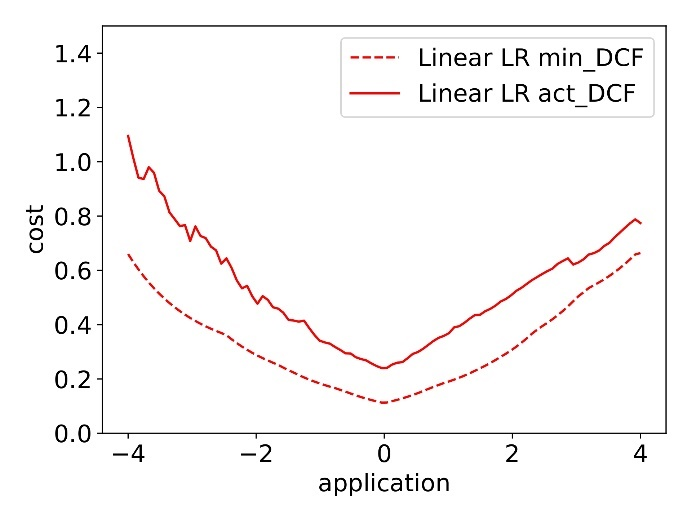 1.4
1.2
1.0
0.8
0.6
0.4
0.2
0.0
cost
Linear LR min_DCF
Linear LR act_DCF
−4 −2 0 2 4
application